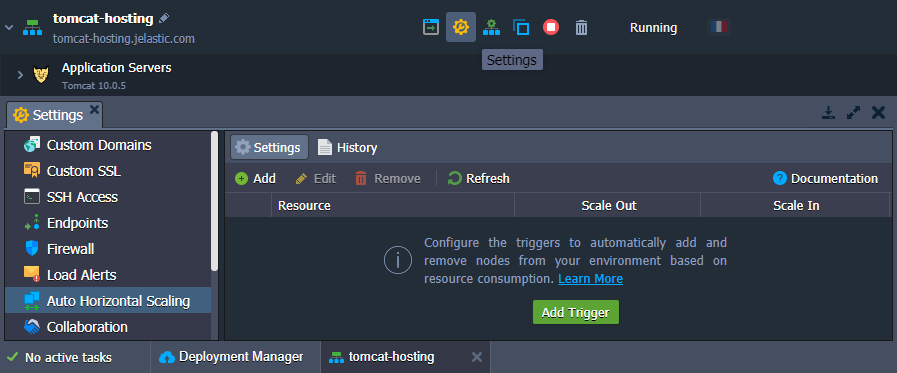 tomcat-hosting
tomcat-hosting.jelastic.com
Running
Settings
Application Servers
Tomcat 10.0.5
Settings
Custom Domains
Custom SSL
SSH Access
Endpoints
Firewall
Load Alerts
Auto Horizontal Scaling
Collaboration
Settings
History
Add
Edit
Remove
Refresh
Documentation
Resource
Scale Out
Scale In
Configure the triggers to automatically add and
remove nodes from your environment based on
resource consumption. Learn More
Add Trigger
No active tasks
Deployment Manager
tomcat-hosting